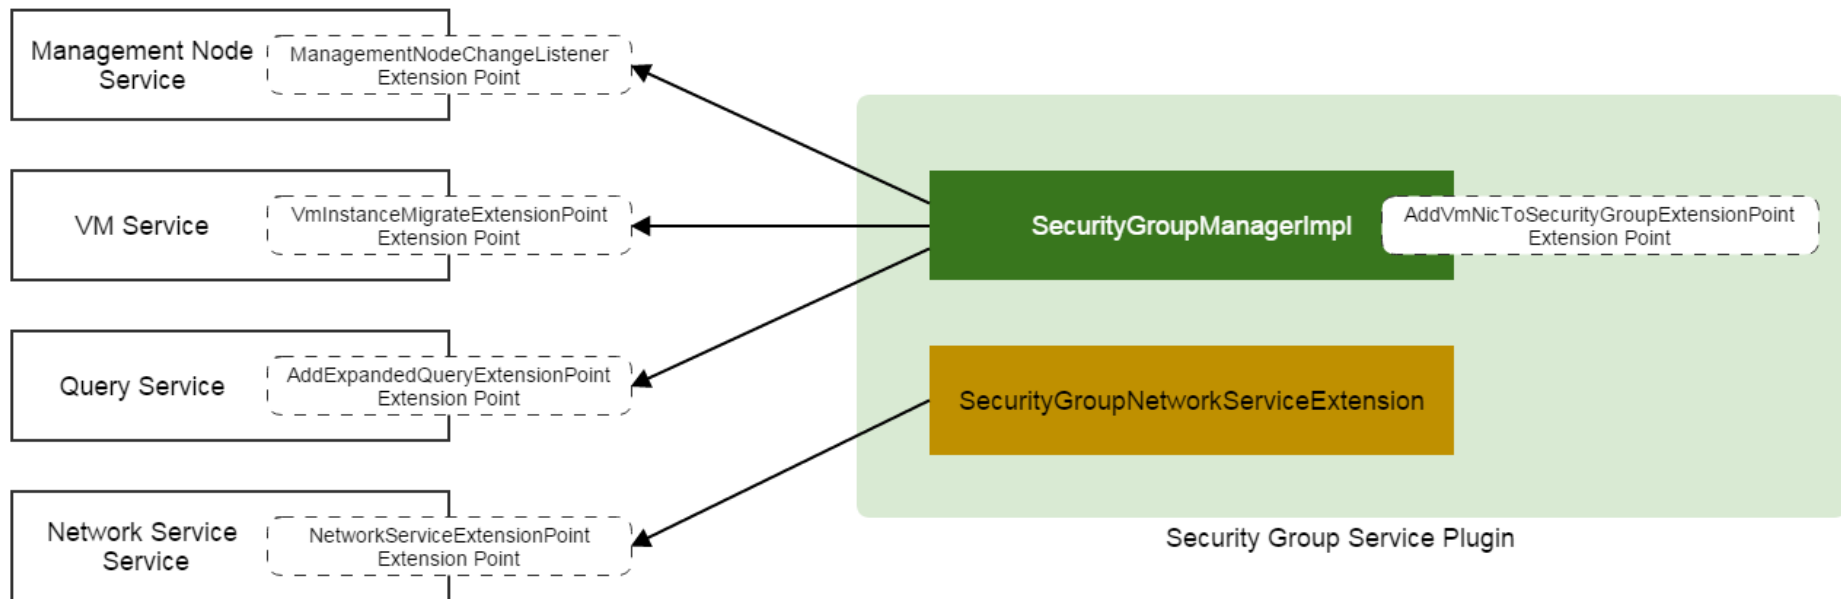 Management Node
Service
ManagementNodeChangeListener
Extension Point
VM Service
VmInstanceMigrateExtensionPoint
Extension Point
SecurityGroupManagerImpl
AddVmNicToSecurityGroupExtensionPoint
Extension Point
Query Service
AddExpandedQueryExtensionPoint
Extension Point
SecurityGroupNetworkServiceExtension
Network Service
Service
NetworkServiceExtensionPoint
Extension Point
Security Group Service Plugin